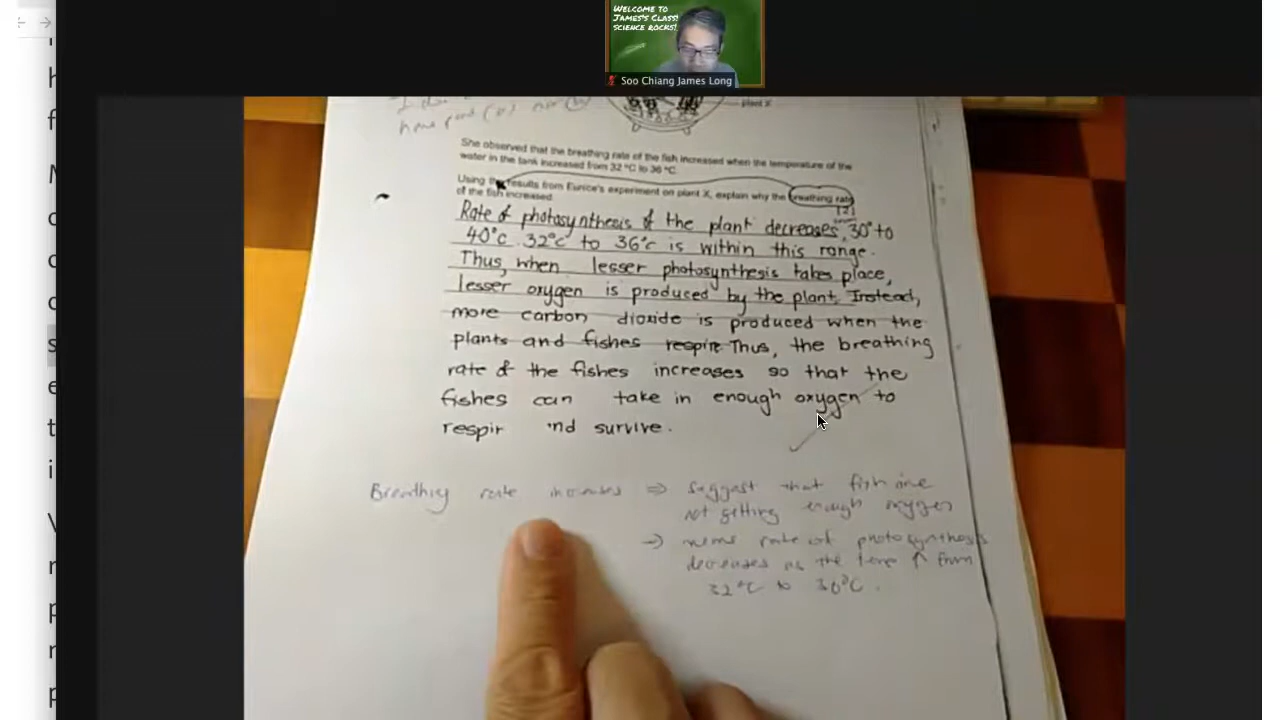 WELCOME TO
JAMES'S CLASS!
SCIENCE ROCKS!
Soo Chiang James Long
plant X
have
She observed that the breathing rate of the fish increased when the temperature of the
water in the tank increased from 32 °C to 36 °C.
Using the results from Eunice's experiment on plant X, explain why the breathing rate
of the fish increased.
[2]
Rate of photosynthesis of the plant decreases, 30° to
40°C. 32°C to 36°C is within this range.
Thus, when lesser photosynthesis takes place,
lesser oxygen is produced by the plant. Instead,
more carbon dioxide is produced when the
plants and fishes respire. Thus, the breathing
rate of the fishes increases so that the
fishes can take in enough oxygen to
respir nd survive.
Breathing rate increases ⇒ suggest that fish are
not getting enough oxygen
→ means rate of photosynthesis
decreases as the temp ↑ from
32°C to 36°C.